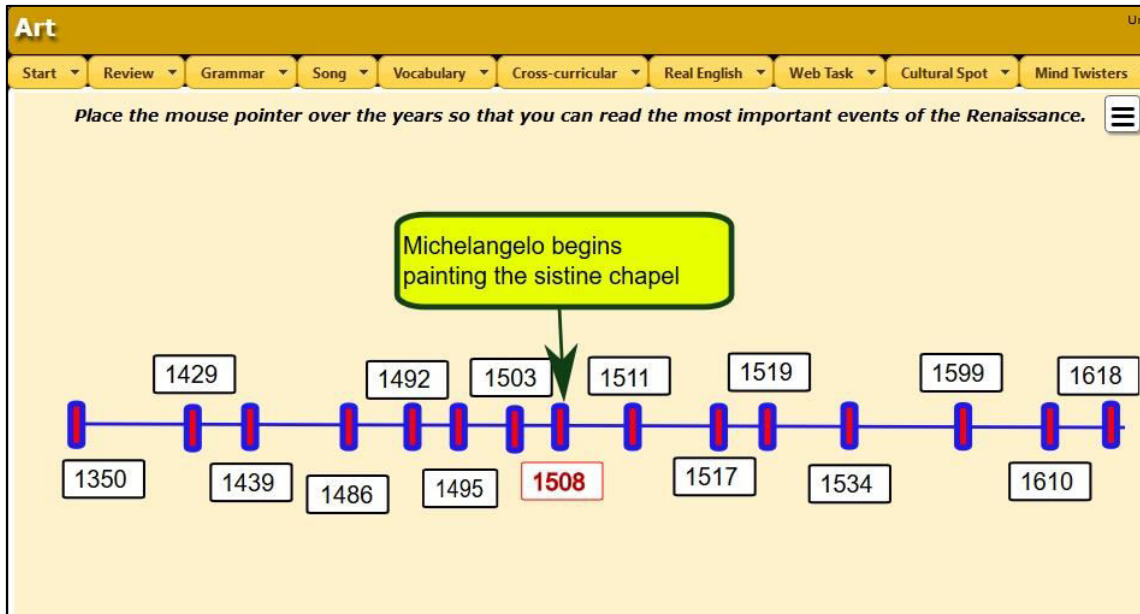 Art
Start Review Grammar Song Vocabulary Cross-curricular Real English Web Task Cultural Spot Mind Twisters
Place the mouse pointer over the years so that you can read the most important events of the Renaissance.
Michelangelo begins
painting the sistine chapel
1429 1492 1503 1511 1519 1599 1618
1350 1439 1486 1495 1508 1517 1534 1610